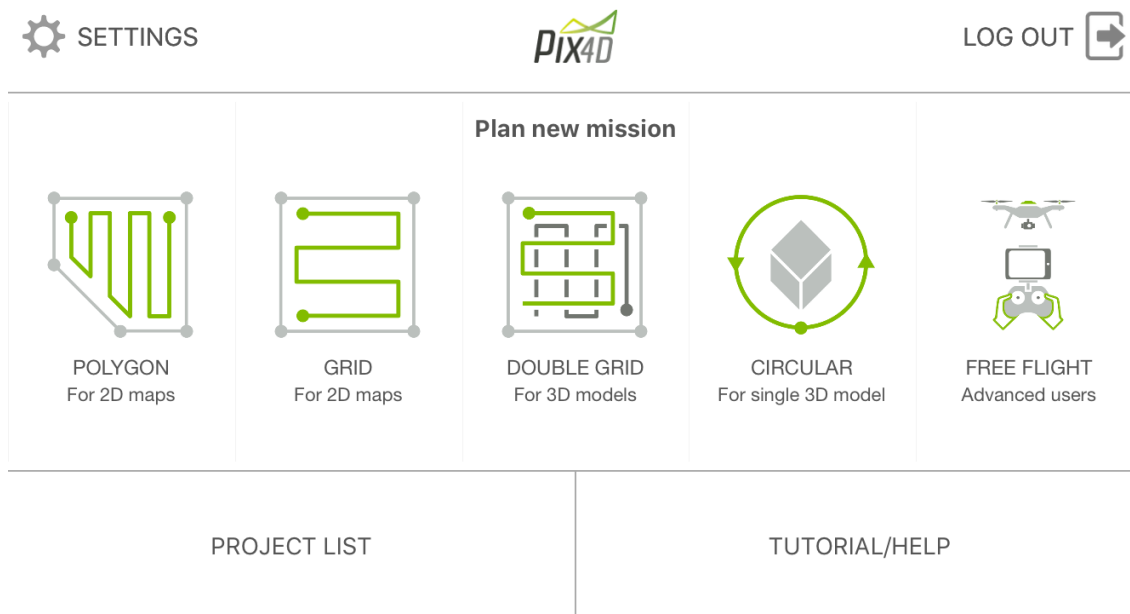 SETTINGS
PIX4D
LOG OUT
Plan new mission
POLYGON
For 2D maps
GRID
For 2D maps
DOUBLE GRID
For 3D models
CIRCULAR
For single 3D model
FREE FLIGHT
Advanced users
PROJECT LIST
TUTORIAL/HELP